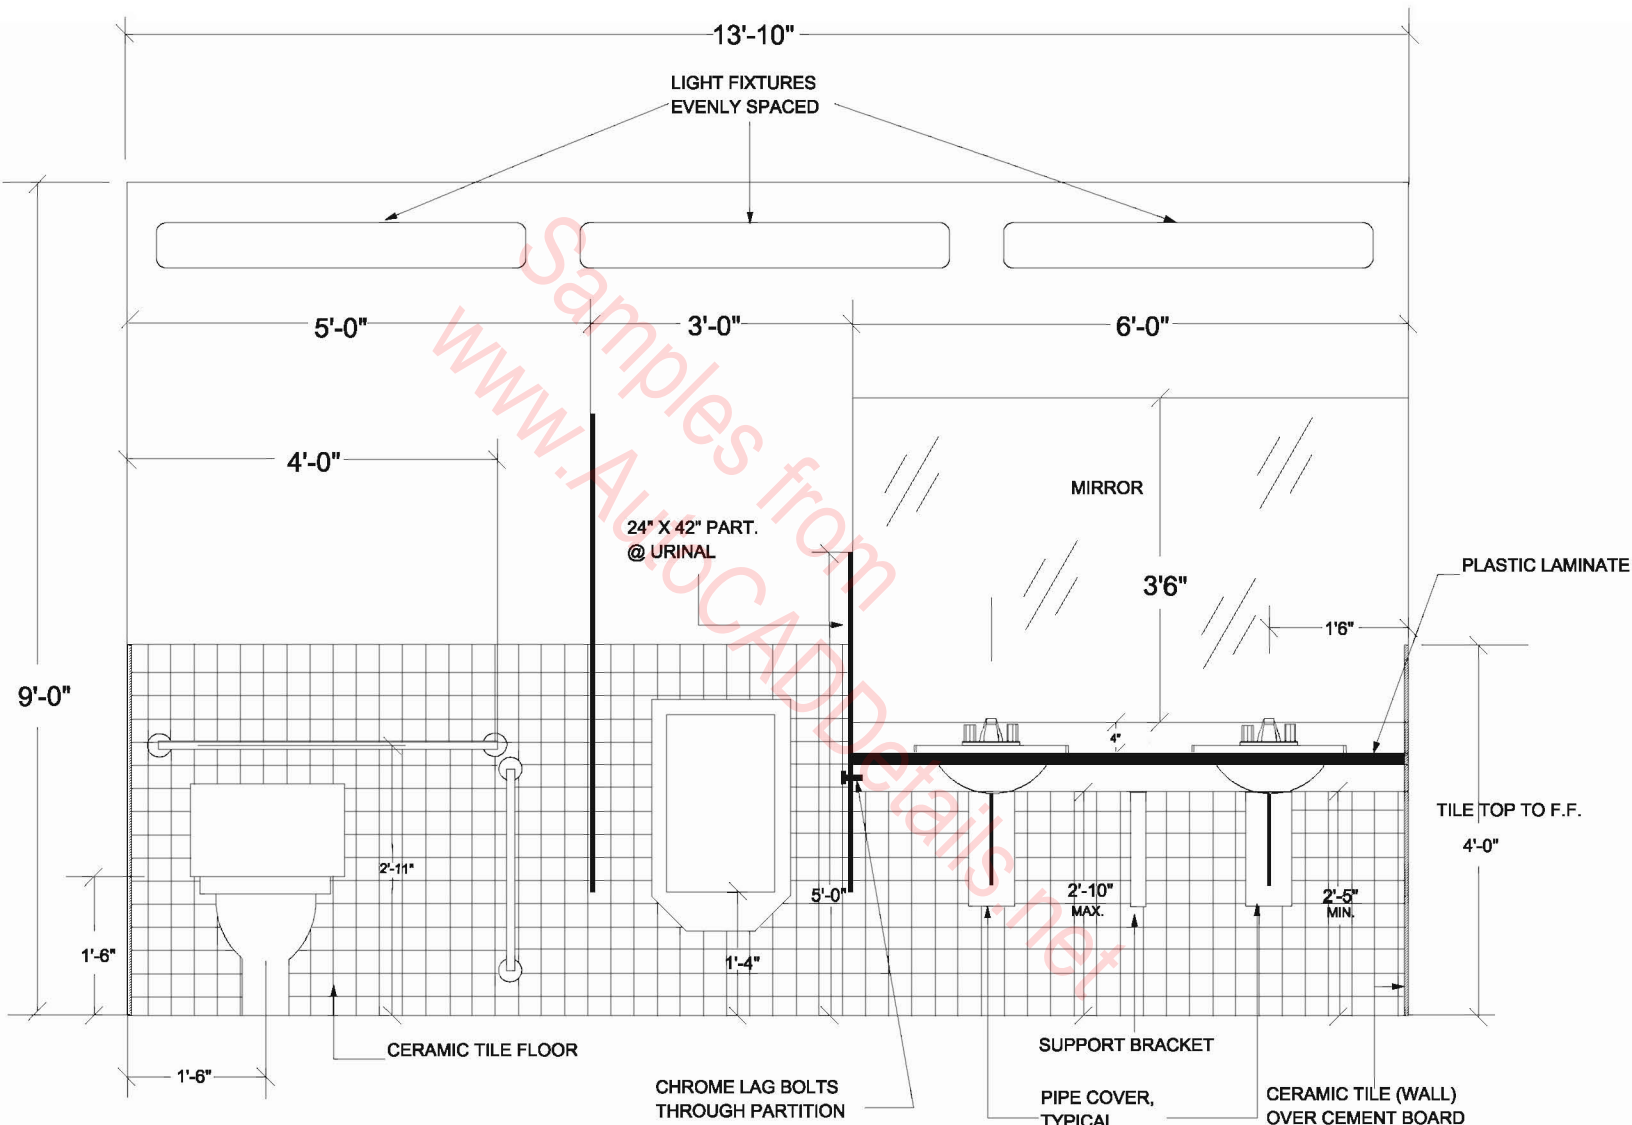 13'-10"
LIGHT FIXTURES
EVENLY SPACED
5'-0"
3'-0"
6'-0"
4'-0"
MIRROR
24" X 42" PART.
@ URINAL
PLASTIC LAMINATE
3'6"
1'6"
9'-0"
4"
TILE TOP TO F.F.
4'-0"
2'-11"
5'-0"
2'-10"
MAX.
2'-5"
MIN.
1'-6"
1'-4"
CERAMIC TILE FLOOR
SUPPORT BRACKET
1'-6"
CHROME LAG BOLTS
THROUGH PARTITION
PIPE COVER,
TYPICAL
CERAMIC TILE (WALL)
OVER CEMENT BOARD
Samples from
www.AutoCADDetails.net